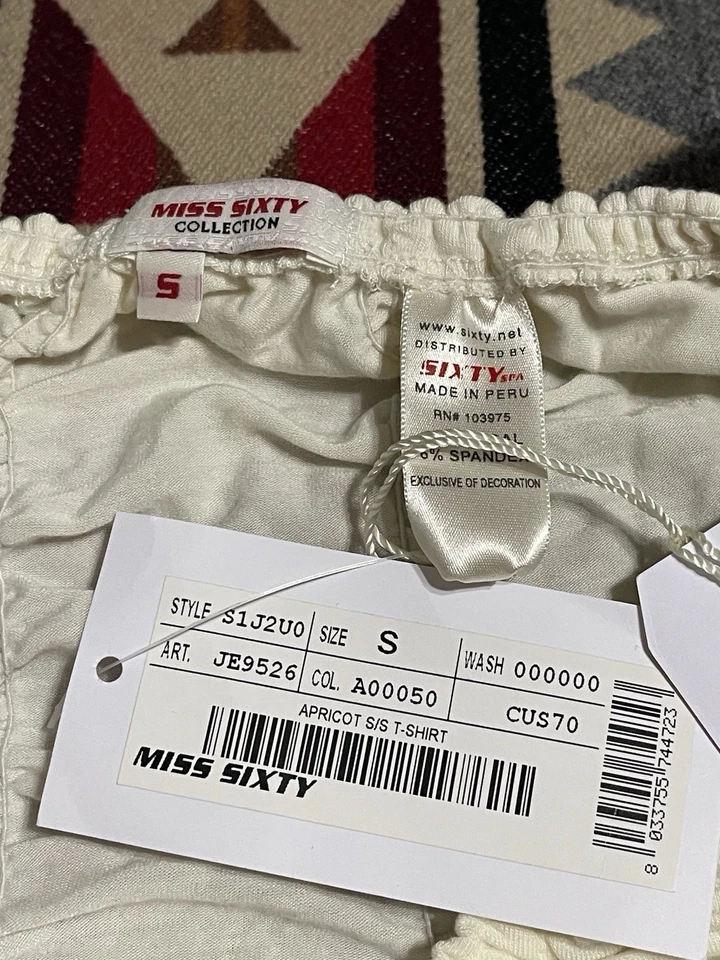 MISS SIXTY
COLLECTION
S
www.sixty.net
DISTRIBUTED BY
SIXTY SPA
MADE IN PERU
RN# 103975
6% SPANDEX
EXCLUSIVE OF DECORATION
STYLE S1J2U0 SIZE S WASH 000000
ART. JE9526 COL. A00050 CUS70
APRICOT S/S T-SHIRT
MISS SIXTY
033755 744723
8